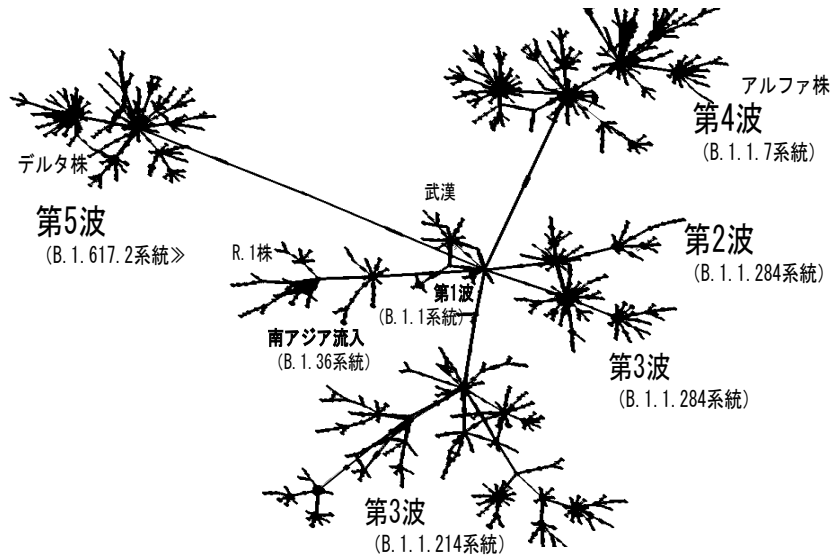 アルファ株
第4波
(B.1.1.7系統)
デルタ株
第5波
(B.1.617.2系統≫
武漢
R.1株
第1波
(B.1.1系統)
第2波
(B.1.1.284系統)
南アジア流入
(B.1.36系統)
第3波
(B.1.1.284系統)
第3波
(B.1.1.214系統)